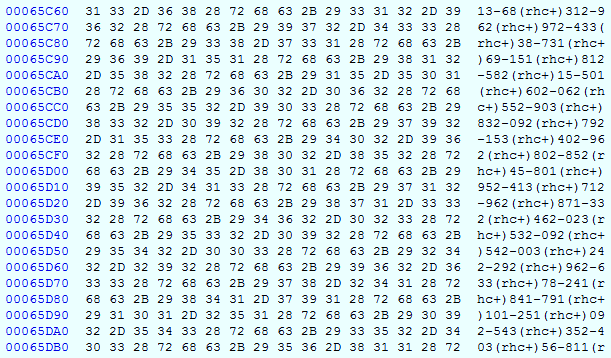 00065C60 31 33 2D 36 38 28 72 68 63 2B 29 33 31 32 2D 39 13-68(rhc+)312-9
00065C70 36 32 28 72 68 63 2B 29 39 37 32 2D 34 33 33 28 62(rhc+)972-433(
00065C80 72 68 63 2B 29 33 38 2D 37 33 31 28 72 68 63 2B rhc+)38-731(rhc+
00065C90 29 36 39 2D 31 35 31 28 72 68 63 2B 29 38 31 32 )69-151(rhc+)812
00065CA0 2D 35 38 32 28 72 68 63 2B 29 31 35 2D 35 30 31 -582(rhc+)15-501
00065CB0 28 72 68 63 2B 29 36 30 32 2D 30 36 32 28 72 68 (rhc+)602-062(rh
00065CC0 63 2B 29 35 35 32 2D 39 30 33 28 72 68 63 2B 29 c+)552-903(rhc+)
00065CD0 38 33 32 2D 30 39 32 28 72 68 63 2B 29 37 39 32 832-092(rhc+)792
00065CE0 2D 31 35 33 28 72 68 63 2B 29 34 30 32 2D 39 36 -153(rhc+)402-96
00065CF0 32 28 72 68 63 2B 29 38 30 32 2D 38 35 32 28 72 2(rhc+)802-852(r
00065D00 68 63 2B 29 34 35 2D 38 30 31 28 72 68 63 2B 29 hc+)45-801(rhc+)
00065D10 39 35 32 2D 34 31 33 28 72 68 63 2B 29 37 31 32 952-413(rhc+)712
00065D20 2D 39 36 32 28 72 68 63 2B 29 38 37 31 2D 33 33 -962(rhc+)871-33
00065D30 32 28 72 68 63 2B 29 34 36 32 2D 30 32 33 28 72 2(rhc+)462-023(r
00065D40 68 63 2B 29 35 33 32 2D 30 39 32 28 72 68 63 2B hc+)532-092(rhc+
00065D50 29 35 34 32 2D 30 30 33 28 72 68 63 2B 29 32 34 )542-003(rhc+)24
00065D60 32 2D 32 39 32 28 72 68 63 2B 29 39 36 32 2D 36 2-292(rhc+)962-6
00065D70 33 33 28 72 68 63 2B 29 37 38 2D 32 34 31 28 72 33(rhc+)78-241(r
00065D80 68 63 2B 29 38 34 31 2D 37 39 31 28 72 68 63 2B hc+)841-791(rhc+
00065D90 29 31 30 31 2D 32 35 31 28 72 68 63 2B 29 30 39 )101-251(rhc+)09
00065DA0 32 2D 35 34 33 28 72 68 63 2B 29 33 35 32 2D 34 2-543(rhc+)352-4
00065DB0 30 33 28 72 68 63 2B 29 35 36 2D 38 31 31 28 72 03(rhc+)56-811(r